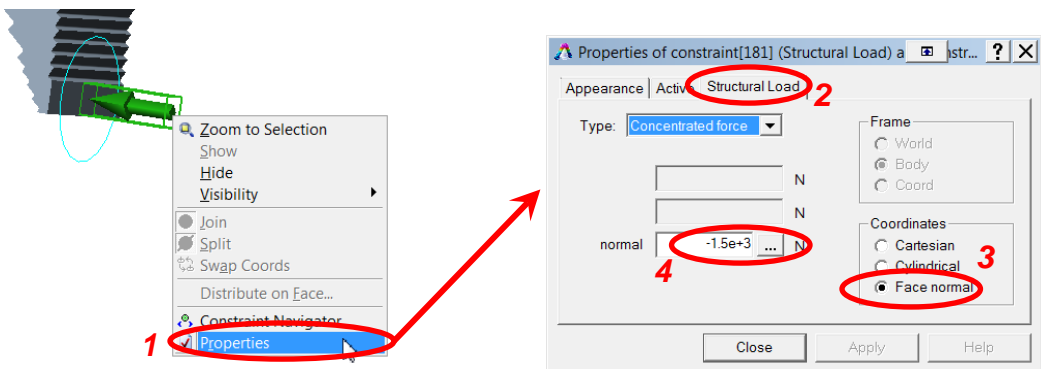 Zoom to Selection
Show
Hide
Visibility
Join
Split
Swap Coords
Distribute on Face...
Constraint Navigator
Properties
1
Properties of constraint[181] (Structural Load) a nstr... ? X
Appearance Active Structural Load
2
Type: Concentrated force
N
N
normal -1.5e+3 ... N
4
Frame
World
Body
Coord
Coordinates
Cartesian
Cylindrical
3
Face normal
Close Apply Help